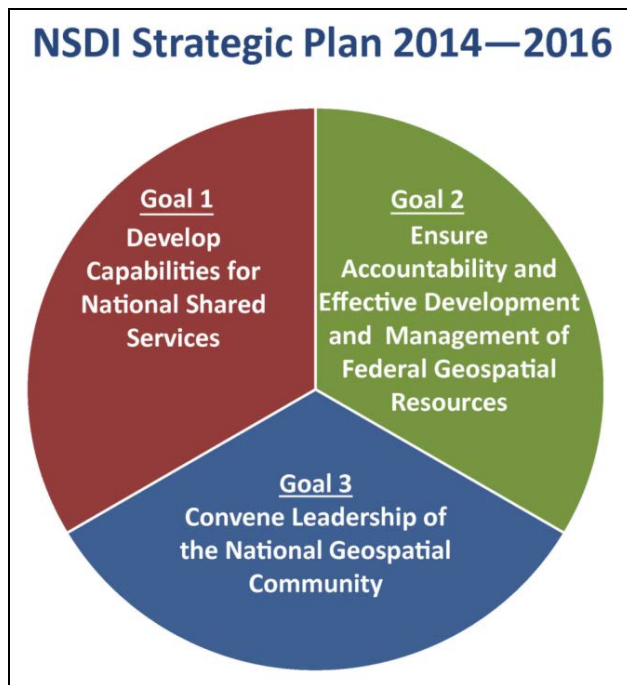 NSDI Strategic Plan 2014—2016
Goal 1
Develop
Capabilities for
National Shared
Services
Goal 2
Ensure
Accountability and
Effective Development
and Management of
Federal Geospatial
Resources
Goal 3
Convene Leadership of
the National Geospatial
Community